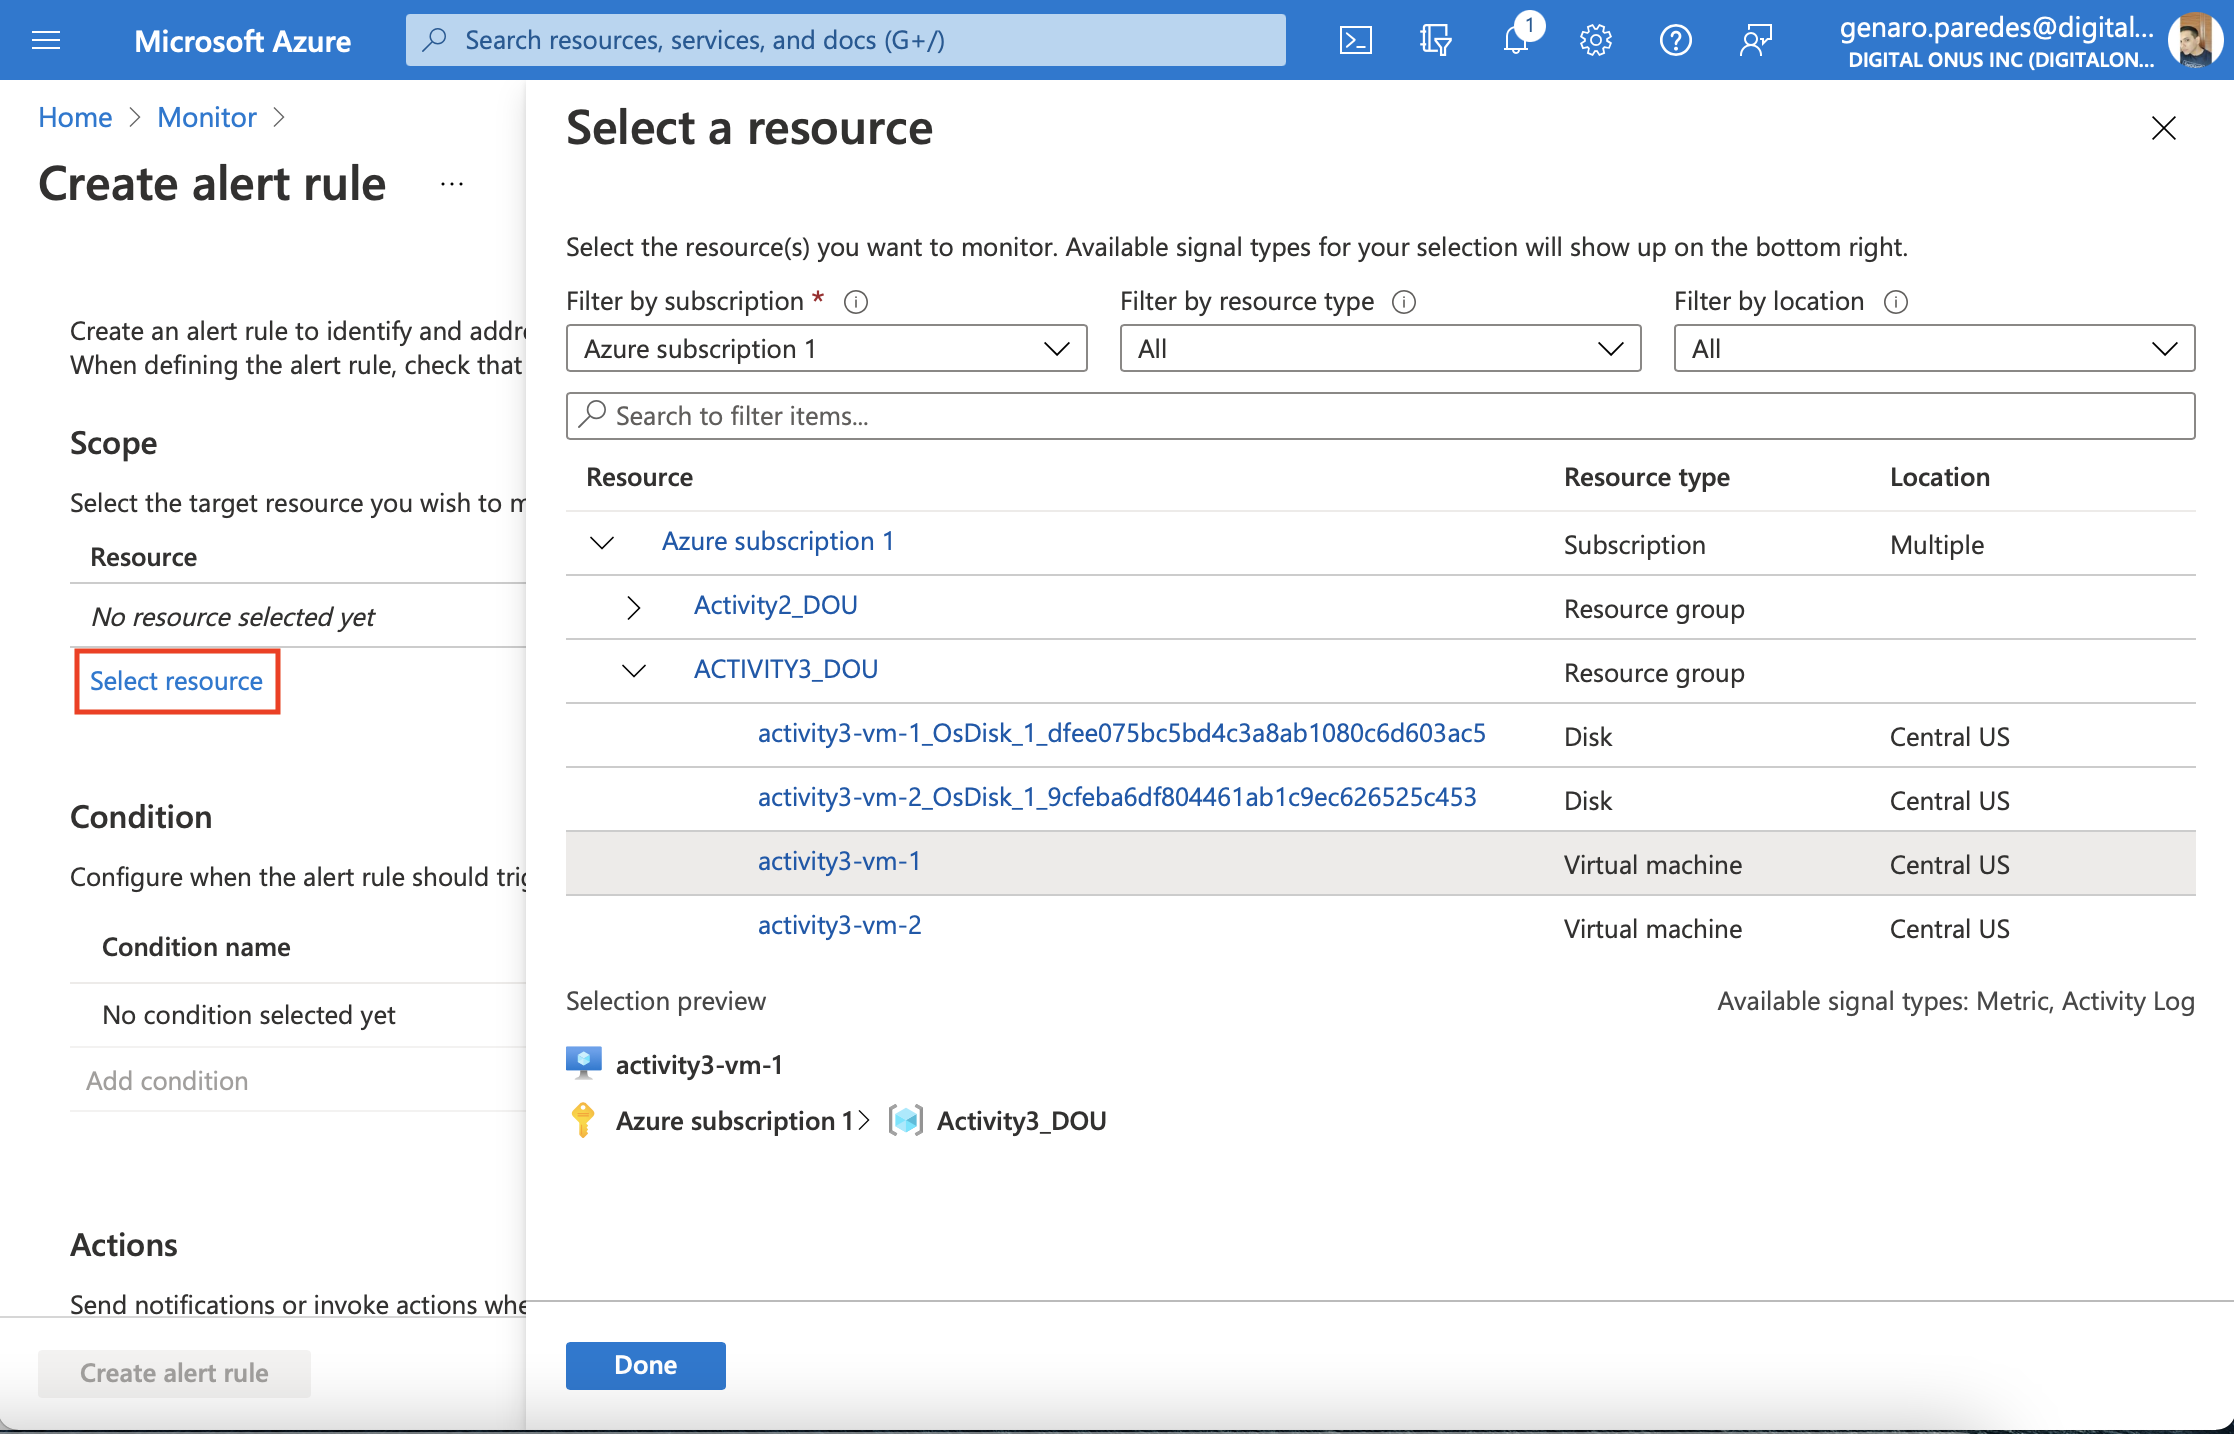 Microsoft Azure
Search resources, services, and docs (G+/)
1
genaro.paredes@digital...
DIGITAL ONUS INC (DIGITALON...
Home > Monitor >
Create alert rule ...
Create an alert rule to identify and addre
When defining the alert rule, check that
Scope
Select the target resource you wish to m
Resource
No resource selected yet
Select resource
Condition
Configure when the alert rule should trig
Condition name
No condition selected yet
Add condition
Actions
Send notifications or invoke actions whe
Create alert rule
Select a resource
Select the resource(s) you want to monitor. Available signal types for your selection will show up on the bottom right.
Filter by subscription *
Azure subscription 1
Filter by resource type
All
Filter by location
All
Search to filter items...
Resource Resource type Location
Azure subscription 1 Subscription Multiple
Activity2_DOU Resource group
ACTIVITY3_DOU Resource group
activity3-vm-1_OsDisk_1_dfee075bc5bd4c3a8ab1080c6d603ac5 Disk Central US
activity3-vm-2_OsDisk_1_9cfeba6df804461ab1c9ec626525c453 Disk Central US
activity3-vm-1 Virtual machine Central US
activity3-vm-2 Virtual machine Central US
Selection preview
Available signal types: Metric, Activity Log
activity3-vm-1
Azure subscription 1 > Activity3_DOU
Done